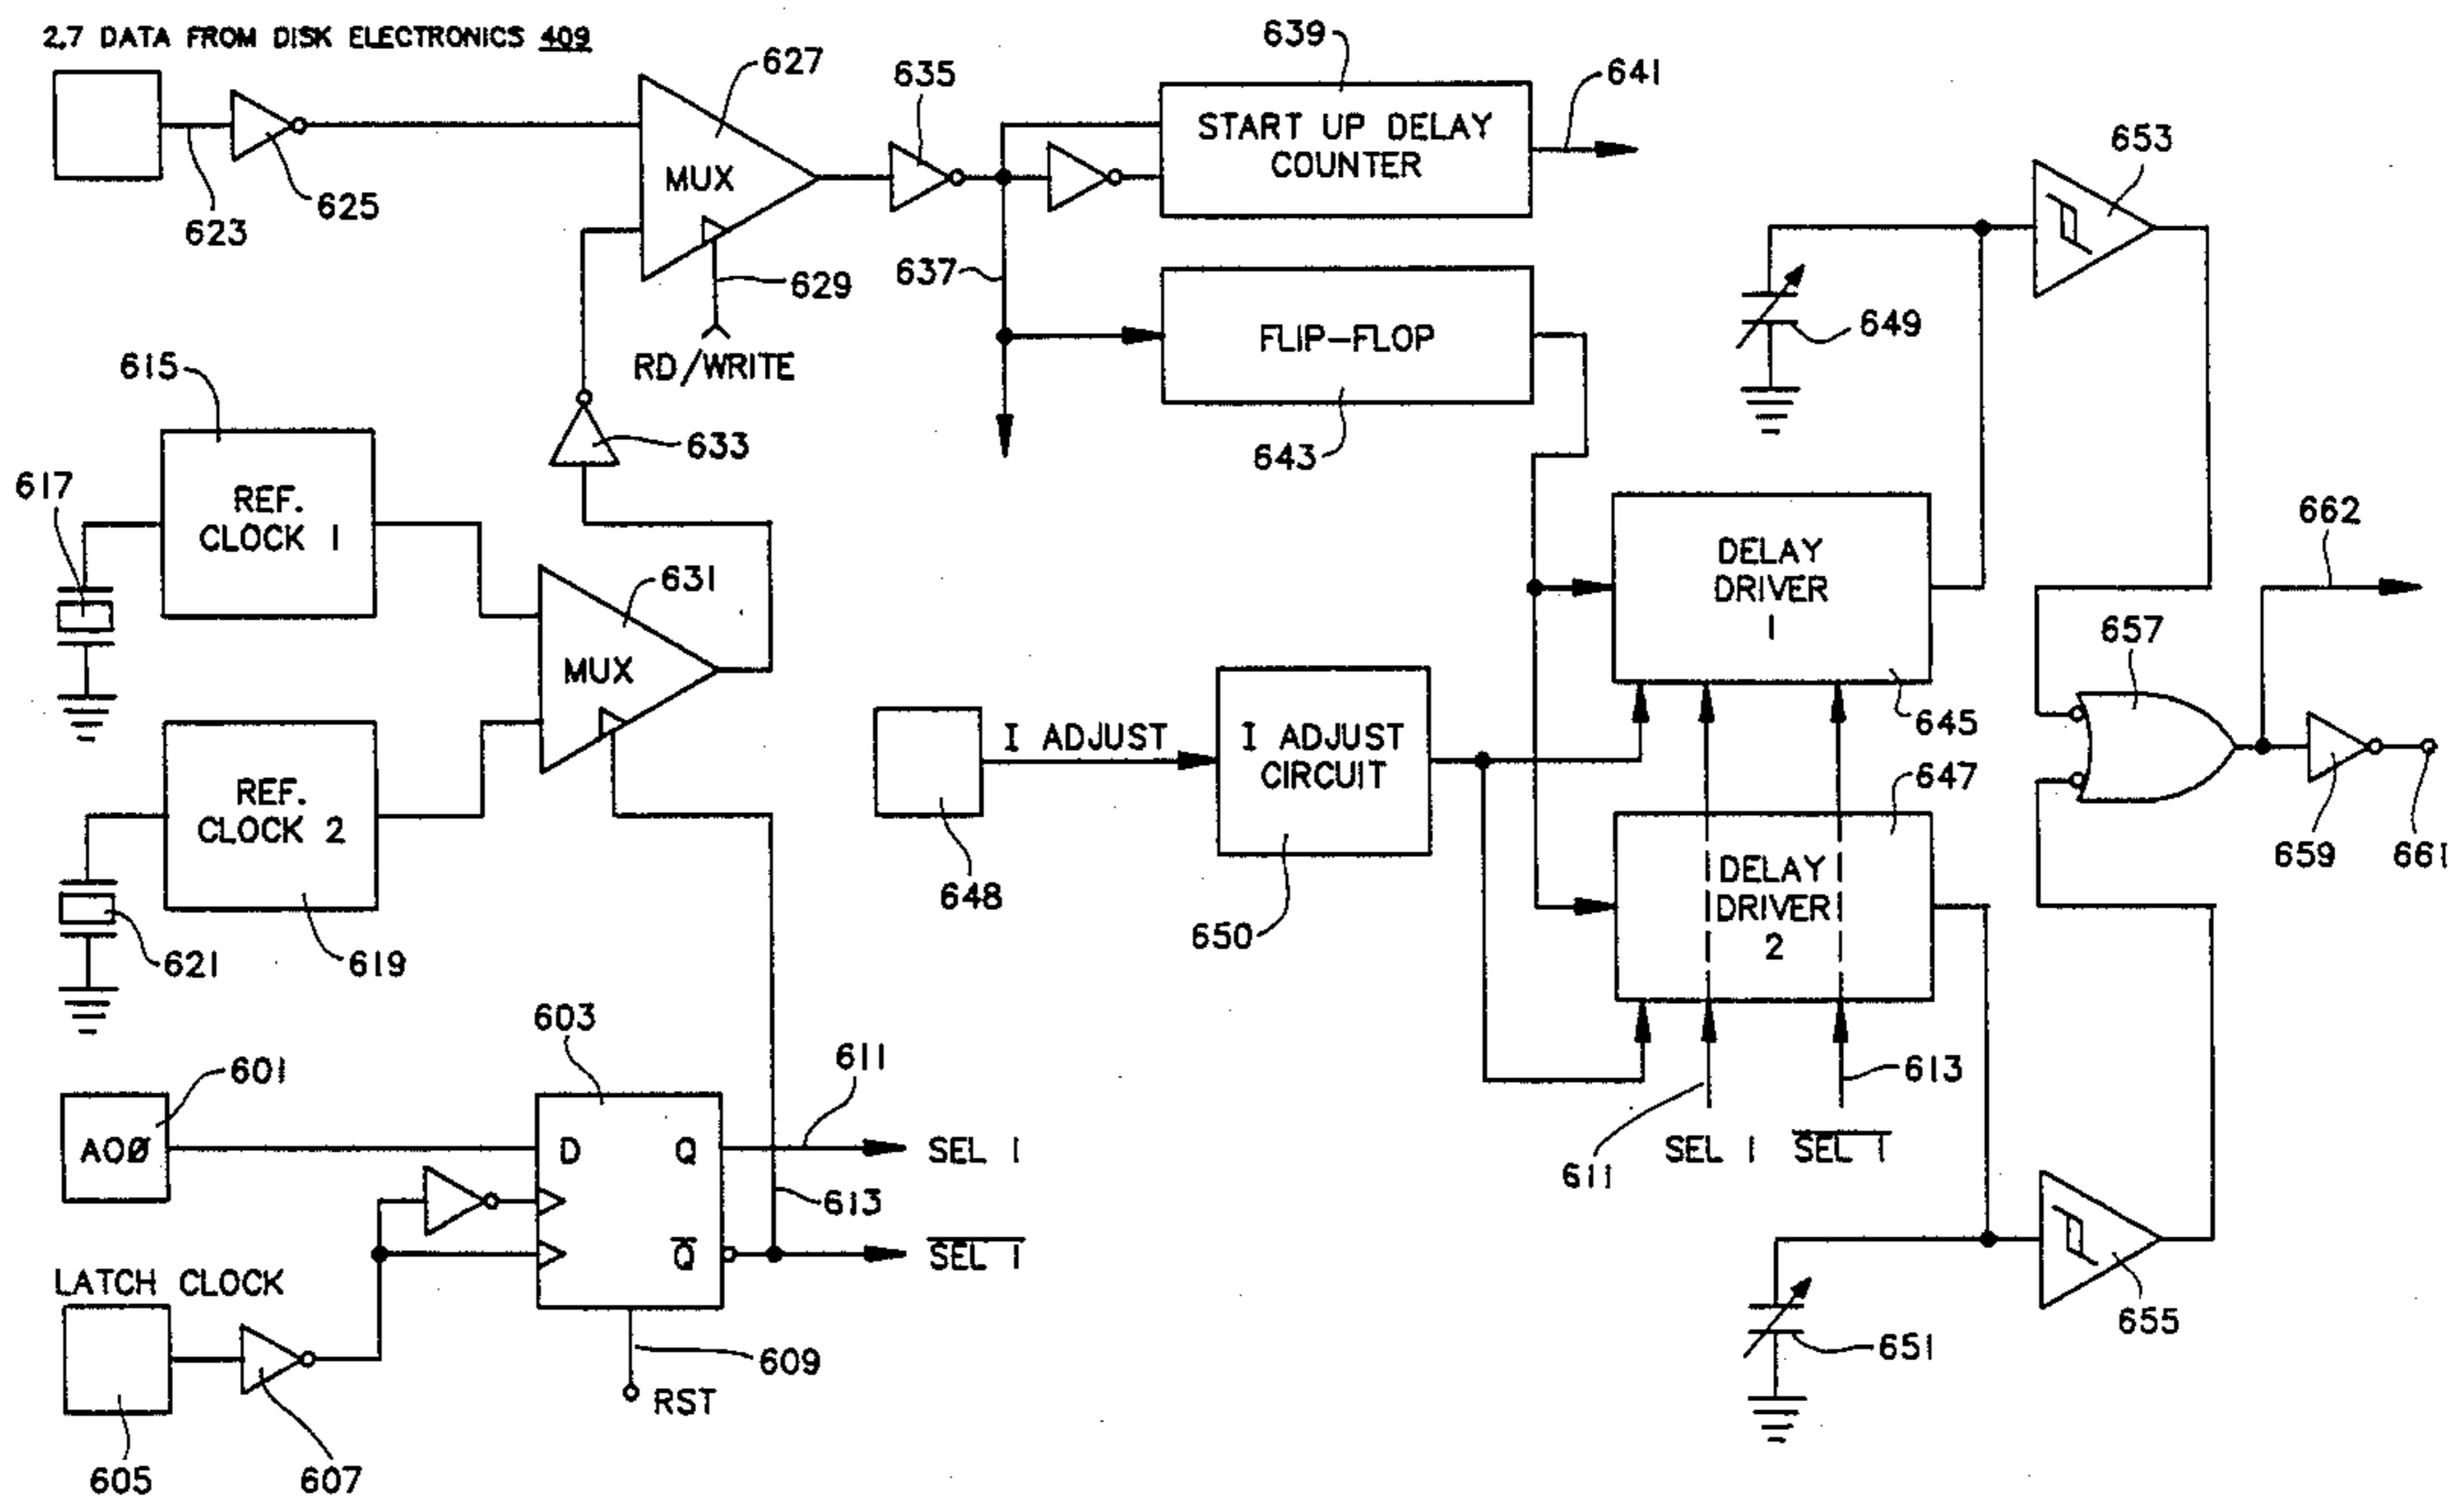 2,7 DATA FROM DISK ELECTRONICS 409
623
625
627
MUX
629
RD/WRITE
635
637
639
START UP DELAY
COUNTER
641
FLIP-FLOP
643
653
649
615
REF.
CLOCK 1
617
633
631
MUX
REF.
CLOCK 2
621
619
648
I ADJUST
I ADJUST
CIRCUIT
650
DELAY
DRIVER
1
645
647
DELAY
DRIVER
2
662
657
659
661
601
A00
603
D
Q
Q̅
611
SEL 1
613
S̅E̅L̅ ̅1̅
LATCH CLOCK
605
607
609
RST
611
SEL 1
S̅E̅L̅ ̅1̅
613
651
655